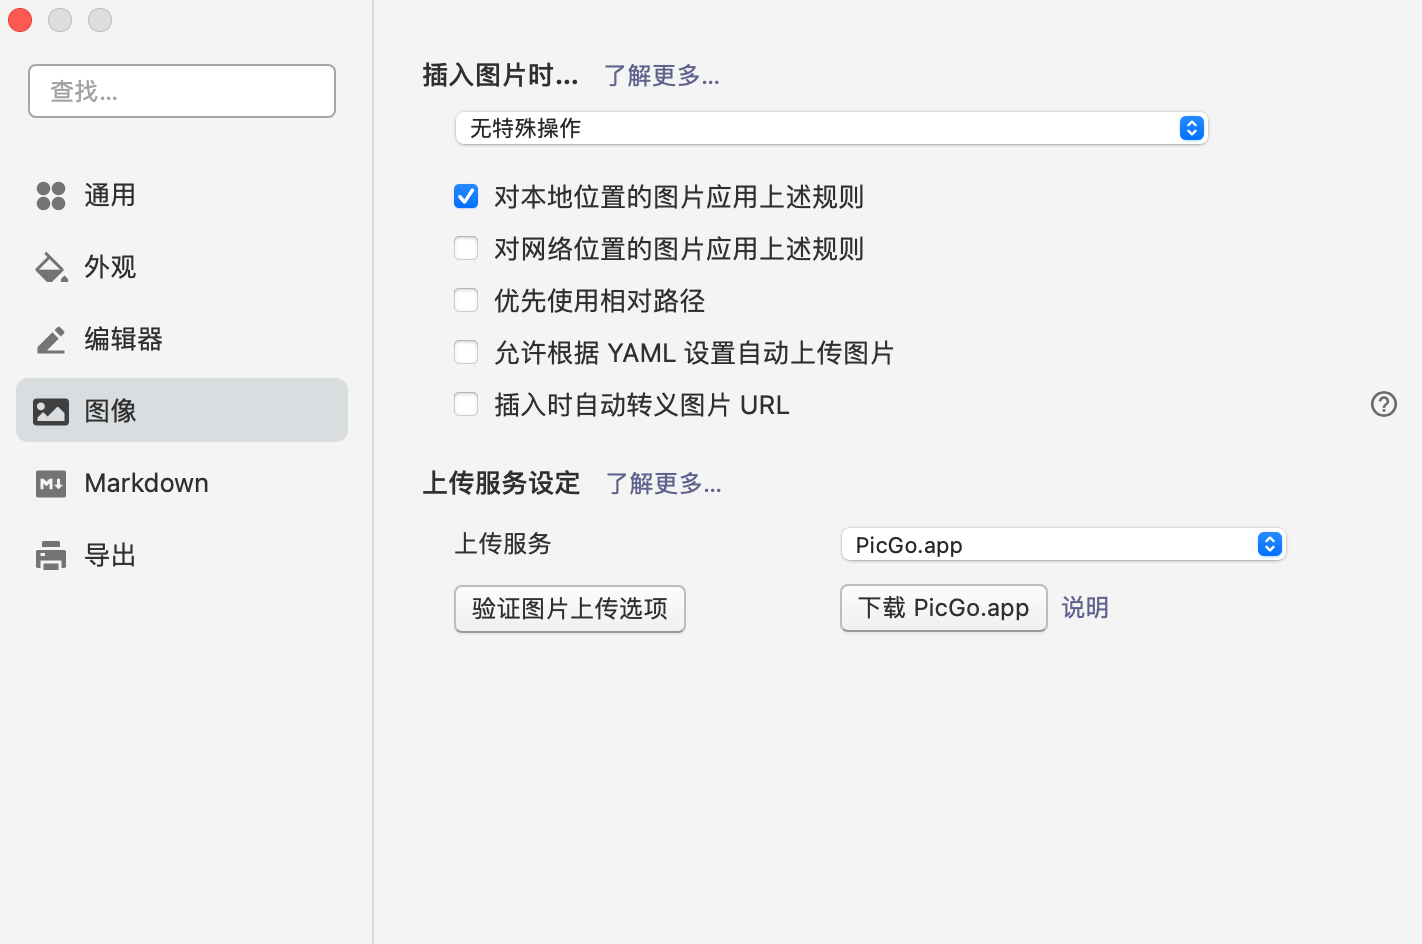 查找...
通用
外观
编辑器
图像
Markdown
导出
插入图片时... 了解更多...
无特殊操作
对本地位置的图片应用上述规则
对网络位置的图片应用上述规则
优先使用相对路径
允许根据 YAML 设置自动上传图片
插入时自动转义图片 URL
上传服务设定 了解更多...
上传服务 PicGo.app
验证图片上传选项 下载 PicGo.app 说明